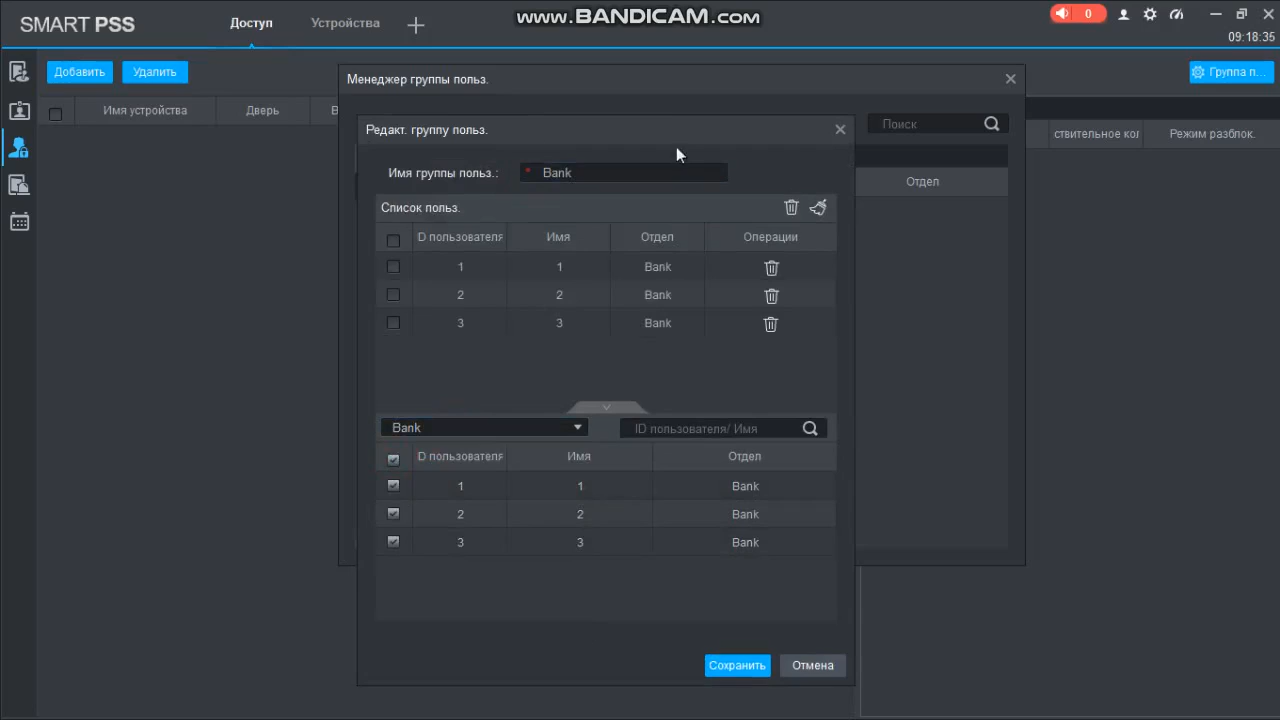 www.BANDICAM.com
SMART PSS
Доступ
Устройства
0
09:18:35
Добавить
Удалить
Группа п...
Имя устройства
Дверь
В
Менеджер группы польз.
Поиск
ствительное кол
Режим разблок.
Отдел
Редакт. группу польз.
Имя группы польз.: * Bank
Список польз.
D пользователя Имя Отдел Операции
1 1 Bank
2 2 Bank
3 3 Bank
Bank
ID пользователя/ Имя
D пользователя Имя Отдел
1 1 Bank
2 2 Bank
3 3 Bank
Сохранить
Отмена